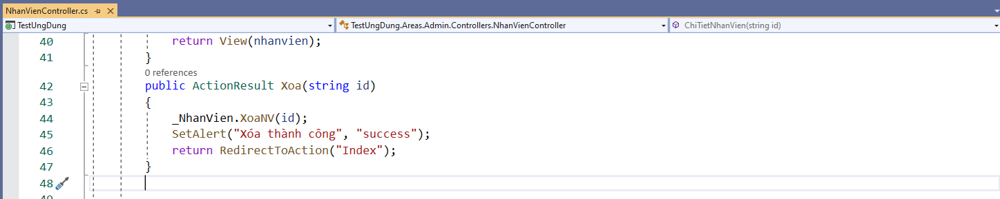 NhanVienController.cs
TestUngDung TestUngDung.Areas.Admin.Controllers.NhanVienController ChiTietNhanVien(string id)
40 return View(nhanvien);
41 }
0 references
42 public ActionResult Xoa(string id)
43 {
44 _NhanVien.XoaNV(id);
45 SetAlert("Xóa thành công", "success");
46 return RedirectToAction("Index");
47 }
48